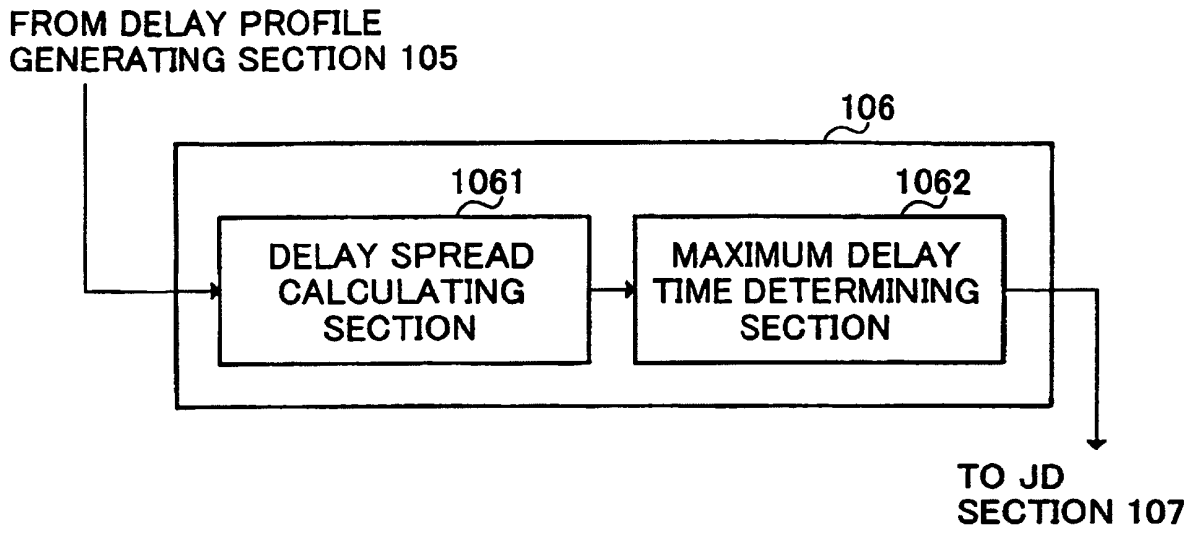 FROM DELAY PROFILE
GENERATING SECTION 105
106
1061
1062
DELAY SPREAD
CALCULATING
SECTION
MAXIMUM DELAY
TIME DETERMINING
SECTION
TO JD
SECTION 107